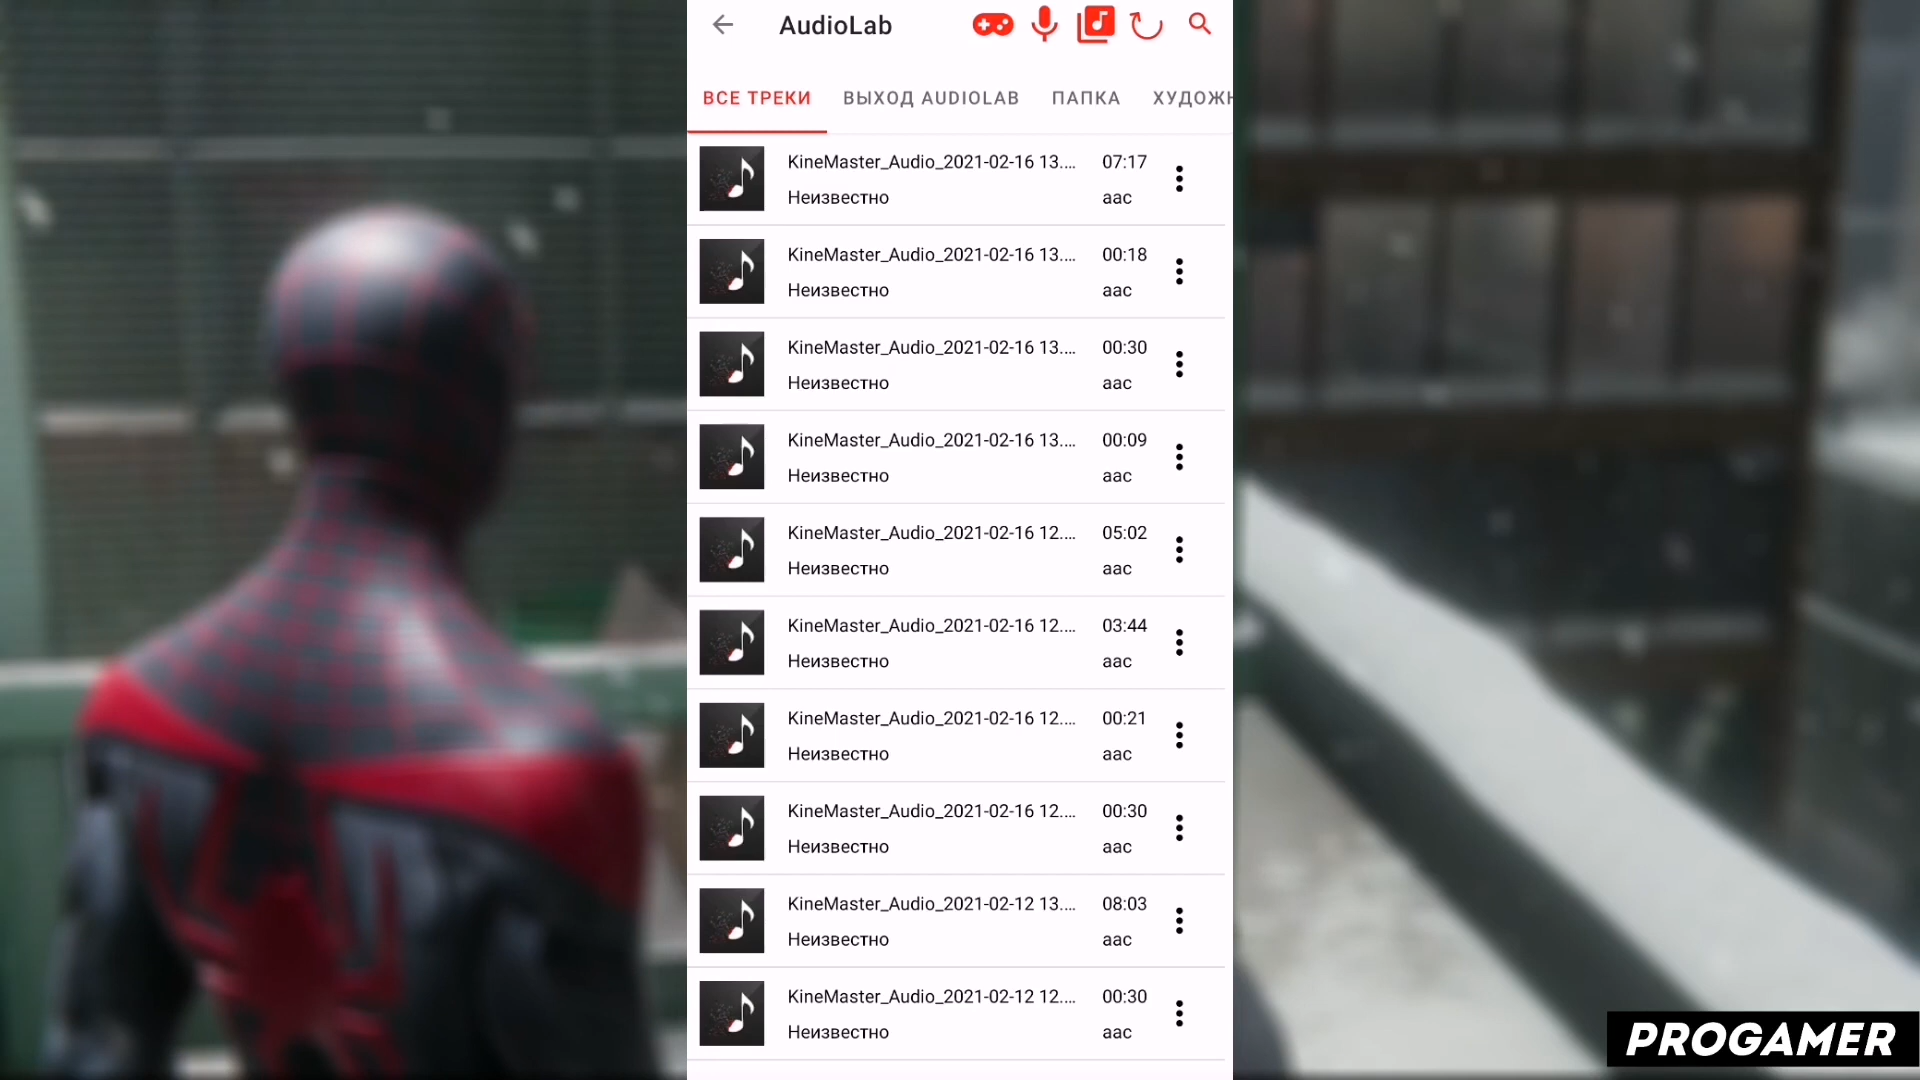 AudioLab
ВСЕ ТРЕКИ ВЫХОД AUDIOLAB ПАПКА ХУДОЖН
KineMaster_Audio_2021-02-16 13.... 07:17
Неизвестно aac
KineMaster_Audio_2021-02-16 13.... 00:18
Неизвестно aac
KineMaster_Audio_2021-02-16 13.... 00:30
Неизвестно aac
KineMaster_Audio_2021-02-16 13.... 00:09
Неизвестно aac
KineMaster_Audio_2021-02-16 12.... 05:02
Неизвестно aac
KineMaster_Audio_2021-02-16 12.... 03:44
Неизвестно aac
KineMaster_Audio_2021-02-16 12.... 00:21
Неизвестно aac
KineMaster_Audio_2021-02-16 12.... 00:30
Неизвестно aac
KineMaster_Audio_2021-02-12 13.... 08:03
Неизвестно aac
KineMaster_Audio_2021-02-12 12.... 00:30
Неизвестно aac
PROGAMER